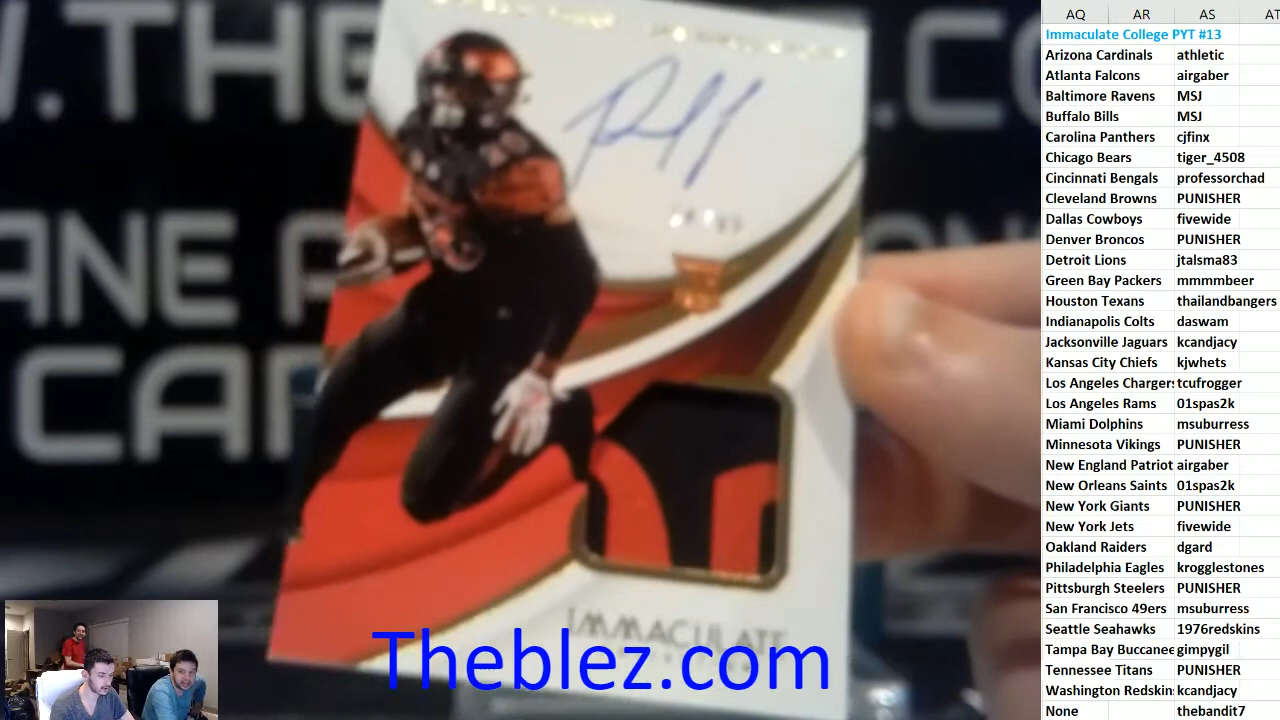 AQ AR AS AT
Immaculate College PYT #13
Arizona Cardinals athletic
Atlanta Falcons airgaber
Baltimore Ravens MSJ
Buffalo Bills MSJ
Carolina Panthers cjfinx
Chicago Bears tiger_4508
Cincinnati Bengals professorchad
Cleveland Browns PUNISHER
Dallas Cowboys fivewide
Denver Broncos PUNISHER
Detroit Lions jtalsma83
Green Bay Packers mmmmbeer
Houston Texans thailandbangers
Indianapolis Colts daswam
Jacksonville Jaguars kcandjacy
Kansas City Chiefs kjwhets
Los Angeles Chargers tcufrogger
Los Angeles Rams 01spas2k
Miami Dolphins msuburress
Minnesota Vikings PUNISHER
New England Patriot airgaber
New Orleans Saints 01spas2k
New York Giants PUNISHER
New York Jets fivewide
Oakland Raiders dgard
Philadelphia Eagles krogglestones
Pittsburgh Steelers PUNISHER
San Francisco 49ers msuburress
Seattle Seahawks 1976redskins
Tampa Bay Buccanee gimpygil
Tennessee Titans PUNISHER
Washington Redskins kcandjacy
None thebandit7
IMMACULATE
Theblez.com